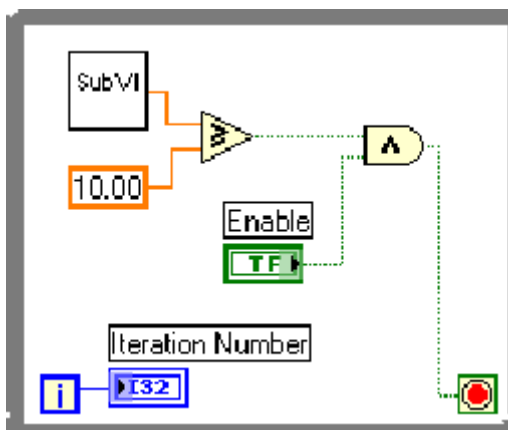 SubVI
≥
10.00
Λ
Enable
TF
Iteration Number
i
I32